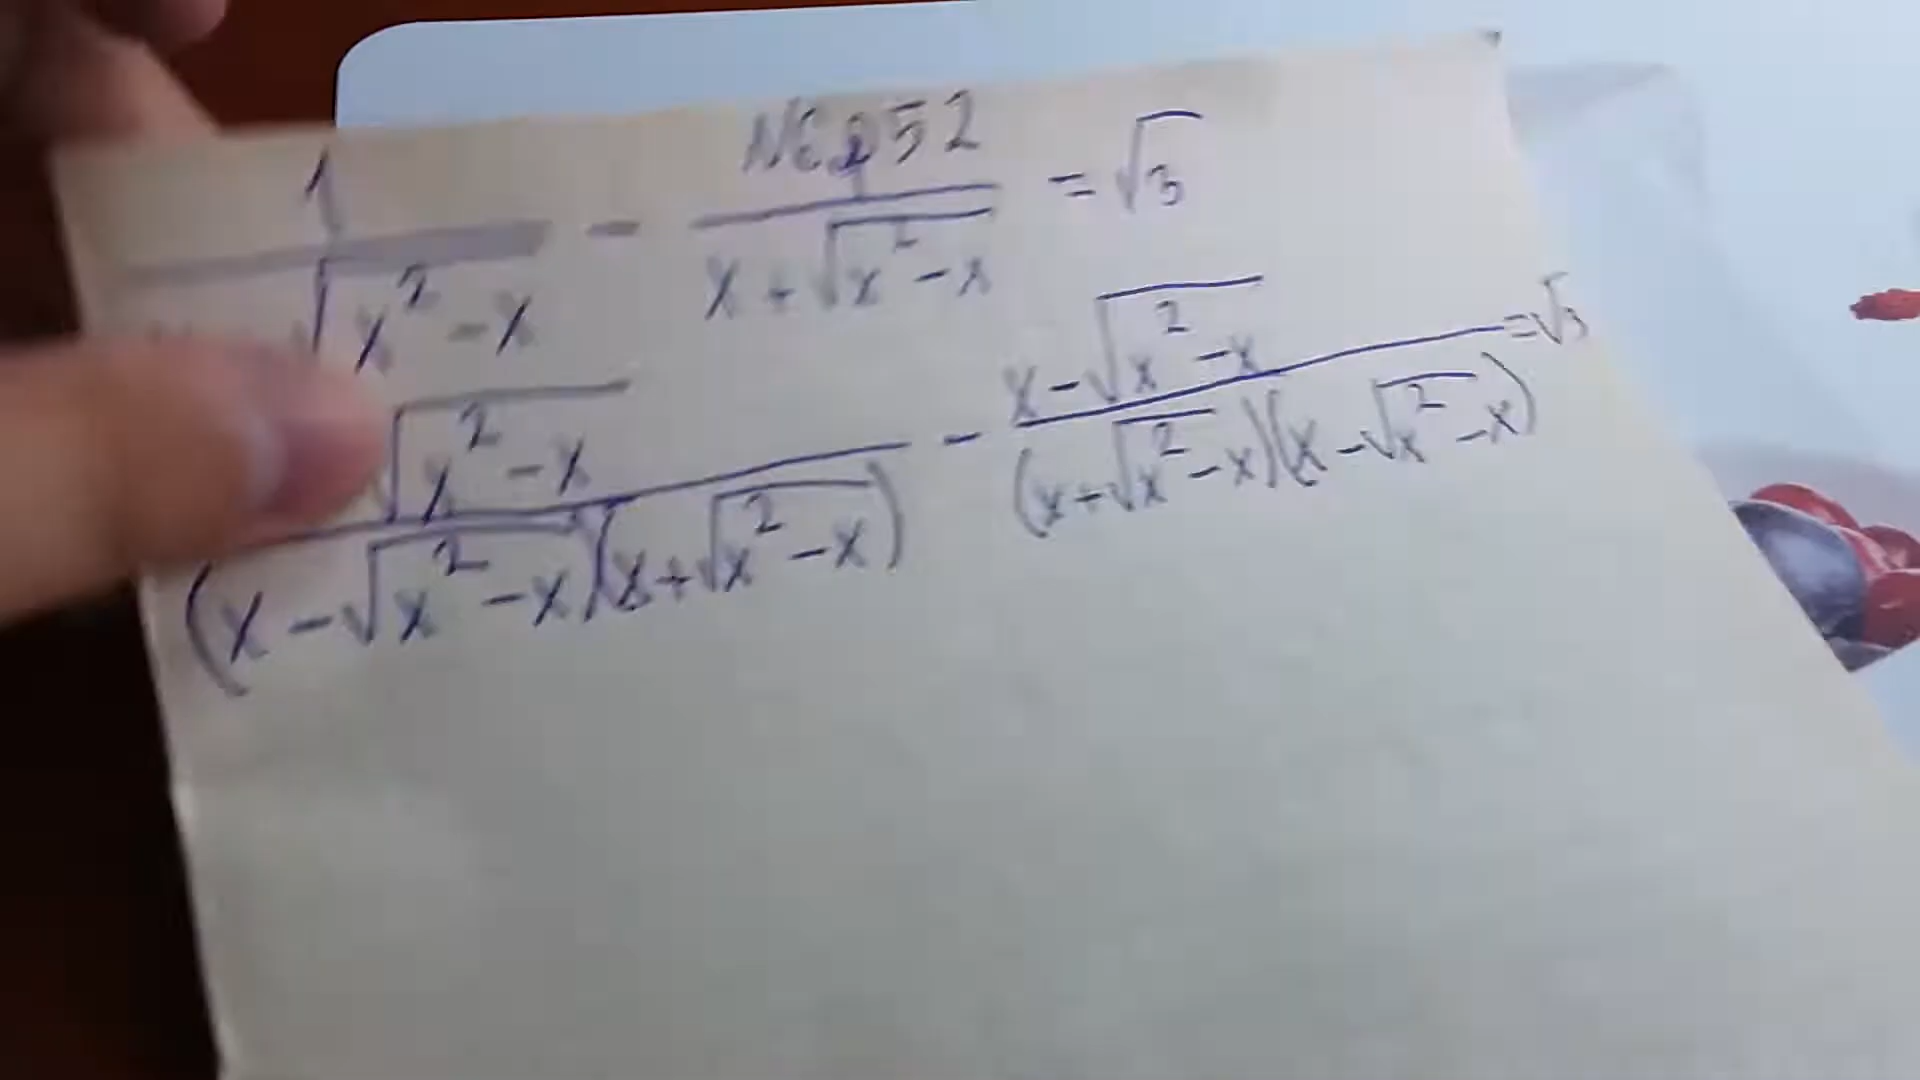 №252
1/√(x²-x) - 1/(x+√(x²-x)) = √3
√(x²-x)/((x-√(x²-x))(x+√(x²-x))) - (x-√(x²-x))/((x+√(x²-x))(x-√(x²-x))) = √3